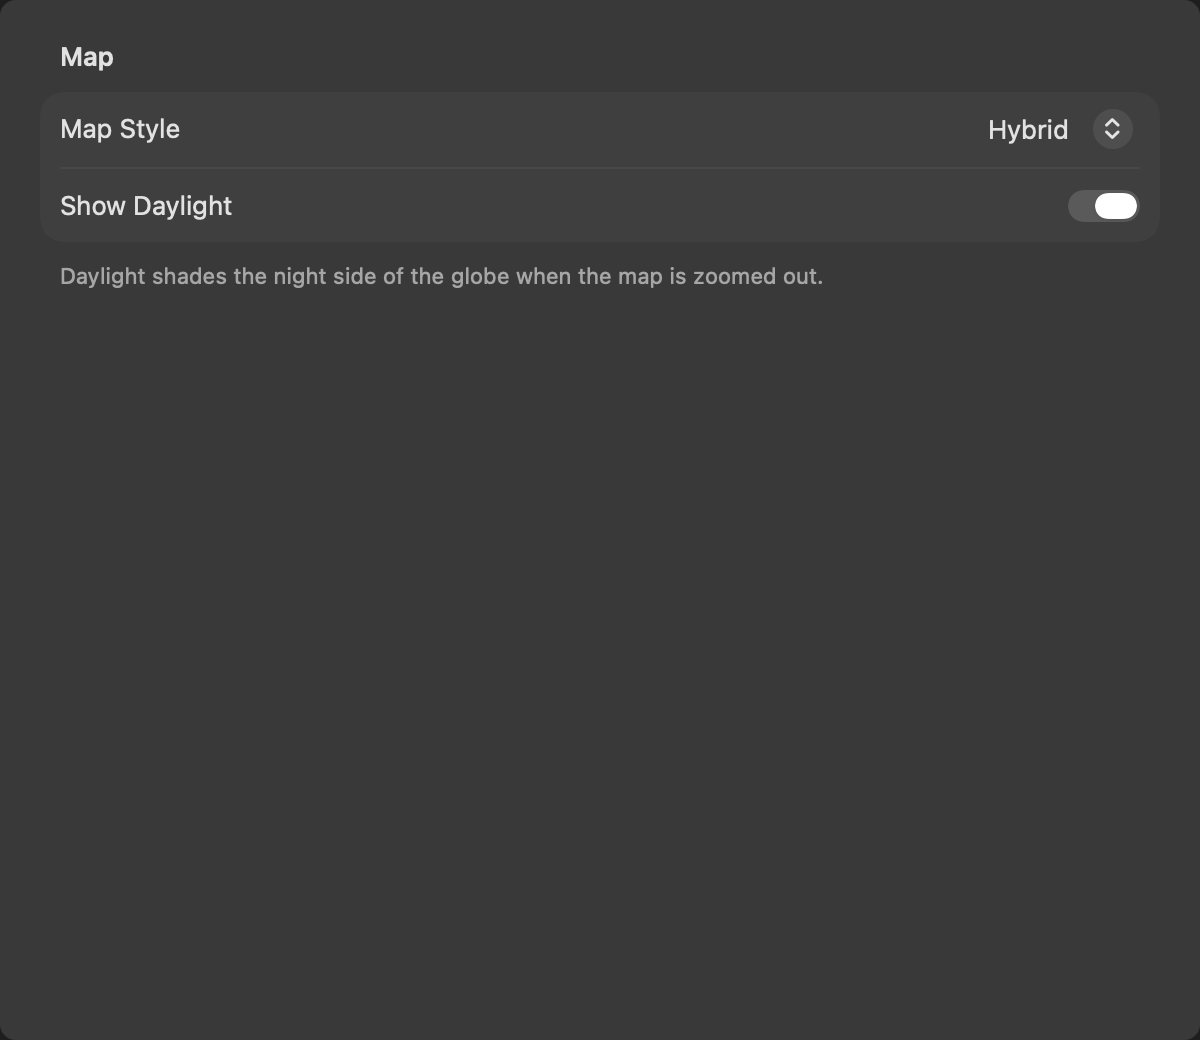 Map
Map Style
Hybrid
Show Daylight
Daylight shades the night side of the globe when the map is zoomed out.